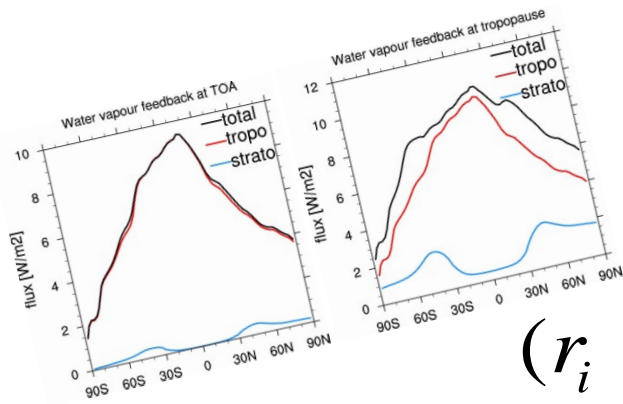 Water vapour feedback at TOA
total
tropo
strato
flux [W/m2]
10
8
6
4
2
0
90S 60S 30S 0 30N 60N 90N
Water vapour feedback at tropopause
total
tropo
strato
flux [W/m2]
12
10
8
6
4
2
0
90S 60S 30S 0 30N 60N 90N
(r_i